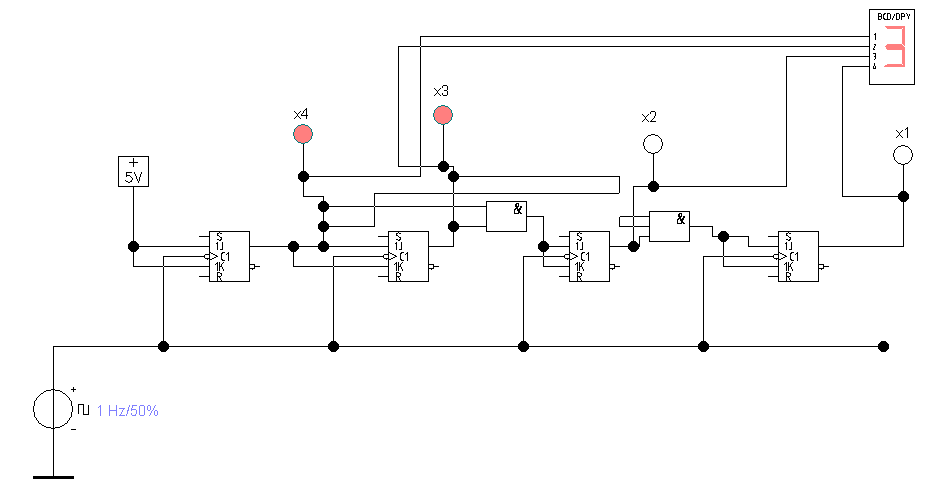 BCD/DPY
1
2
3
4
x4
x3
x2
x1
+
5V
&
&
S
1J
C1
1K
R
S
1J
C1
1K
R
S
1J
C1
1K
R
S
1J
C1
1K
R
+
1 Hz/50%
-